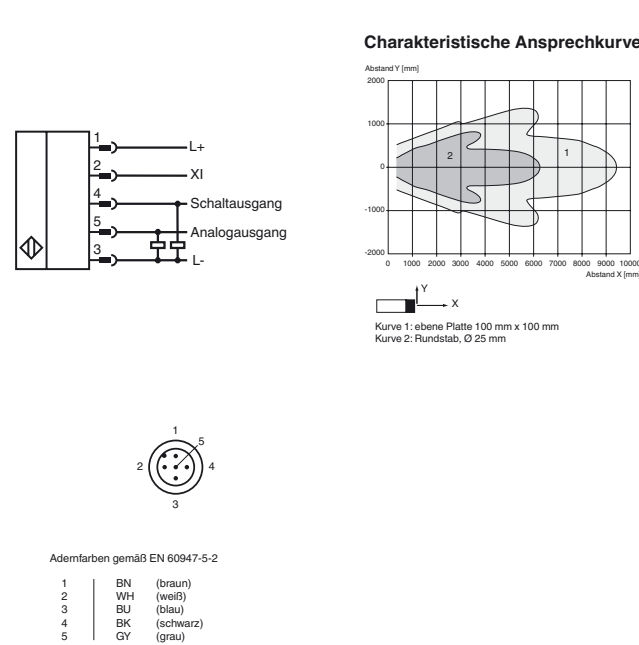 Charakteristische Ansprechkurve
Abstand Y [mm]
2000
1000
0
-1000
-2000
0 1000 2000 3000 4000 5000 6000 7000 8000 9000 10000
Abstand X [mm]
2
1
Y
X
Kurve 1: ebene Platte 100 mm x 100 mm
Kurve 2: Rundstab, Ø 25 mm
1
L+
2
XI
4
Schaltausgang
5
Analogausgang
3
L-
1
5
2
4
3
Adernfarben gemäß EN 60947-5-2
1 BN (braun)
2 WH (weiß)
3 BU (blau)
4 BK (schwarz)
5 GY (grau)